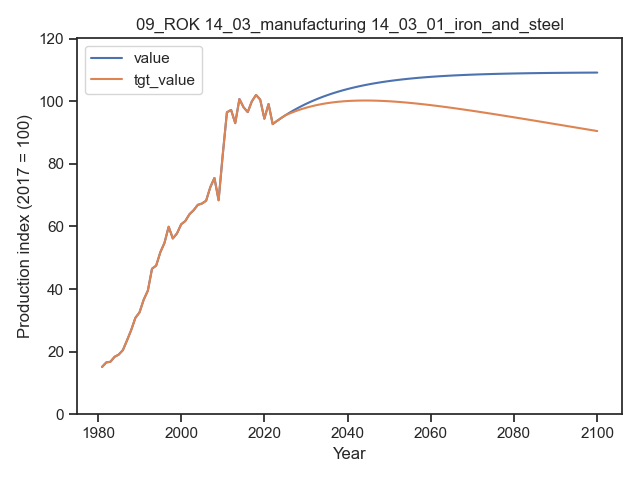 09_ROK 14_03_manufacturing 14_03_01_iron_and_steel
value
tgt_value
Production index (2017 = 100)
120
100
80
60
40
20
0
1980
2000
2020
2040
2060
2080
2100
Year